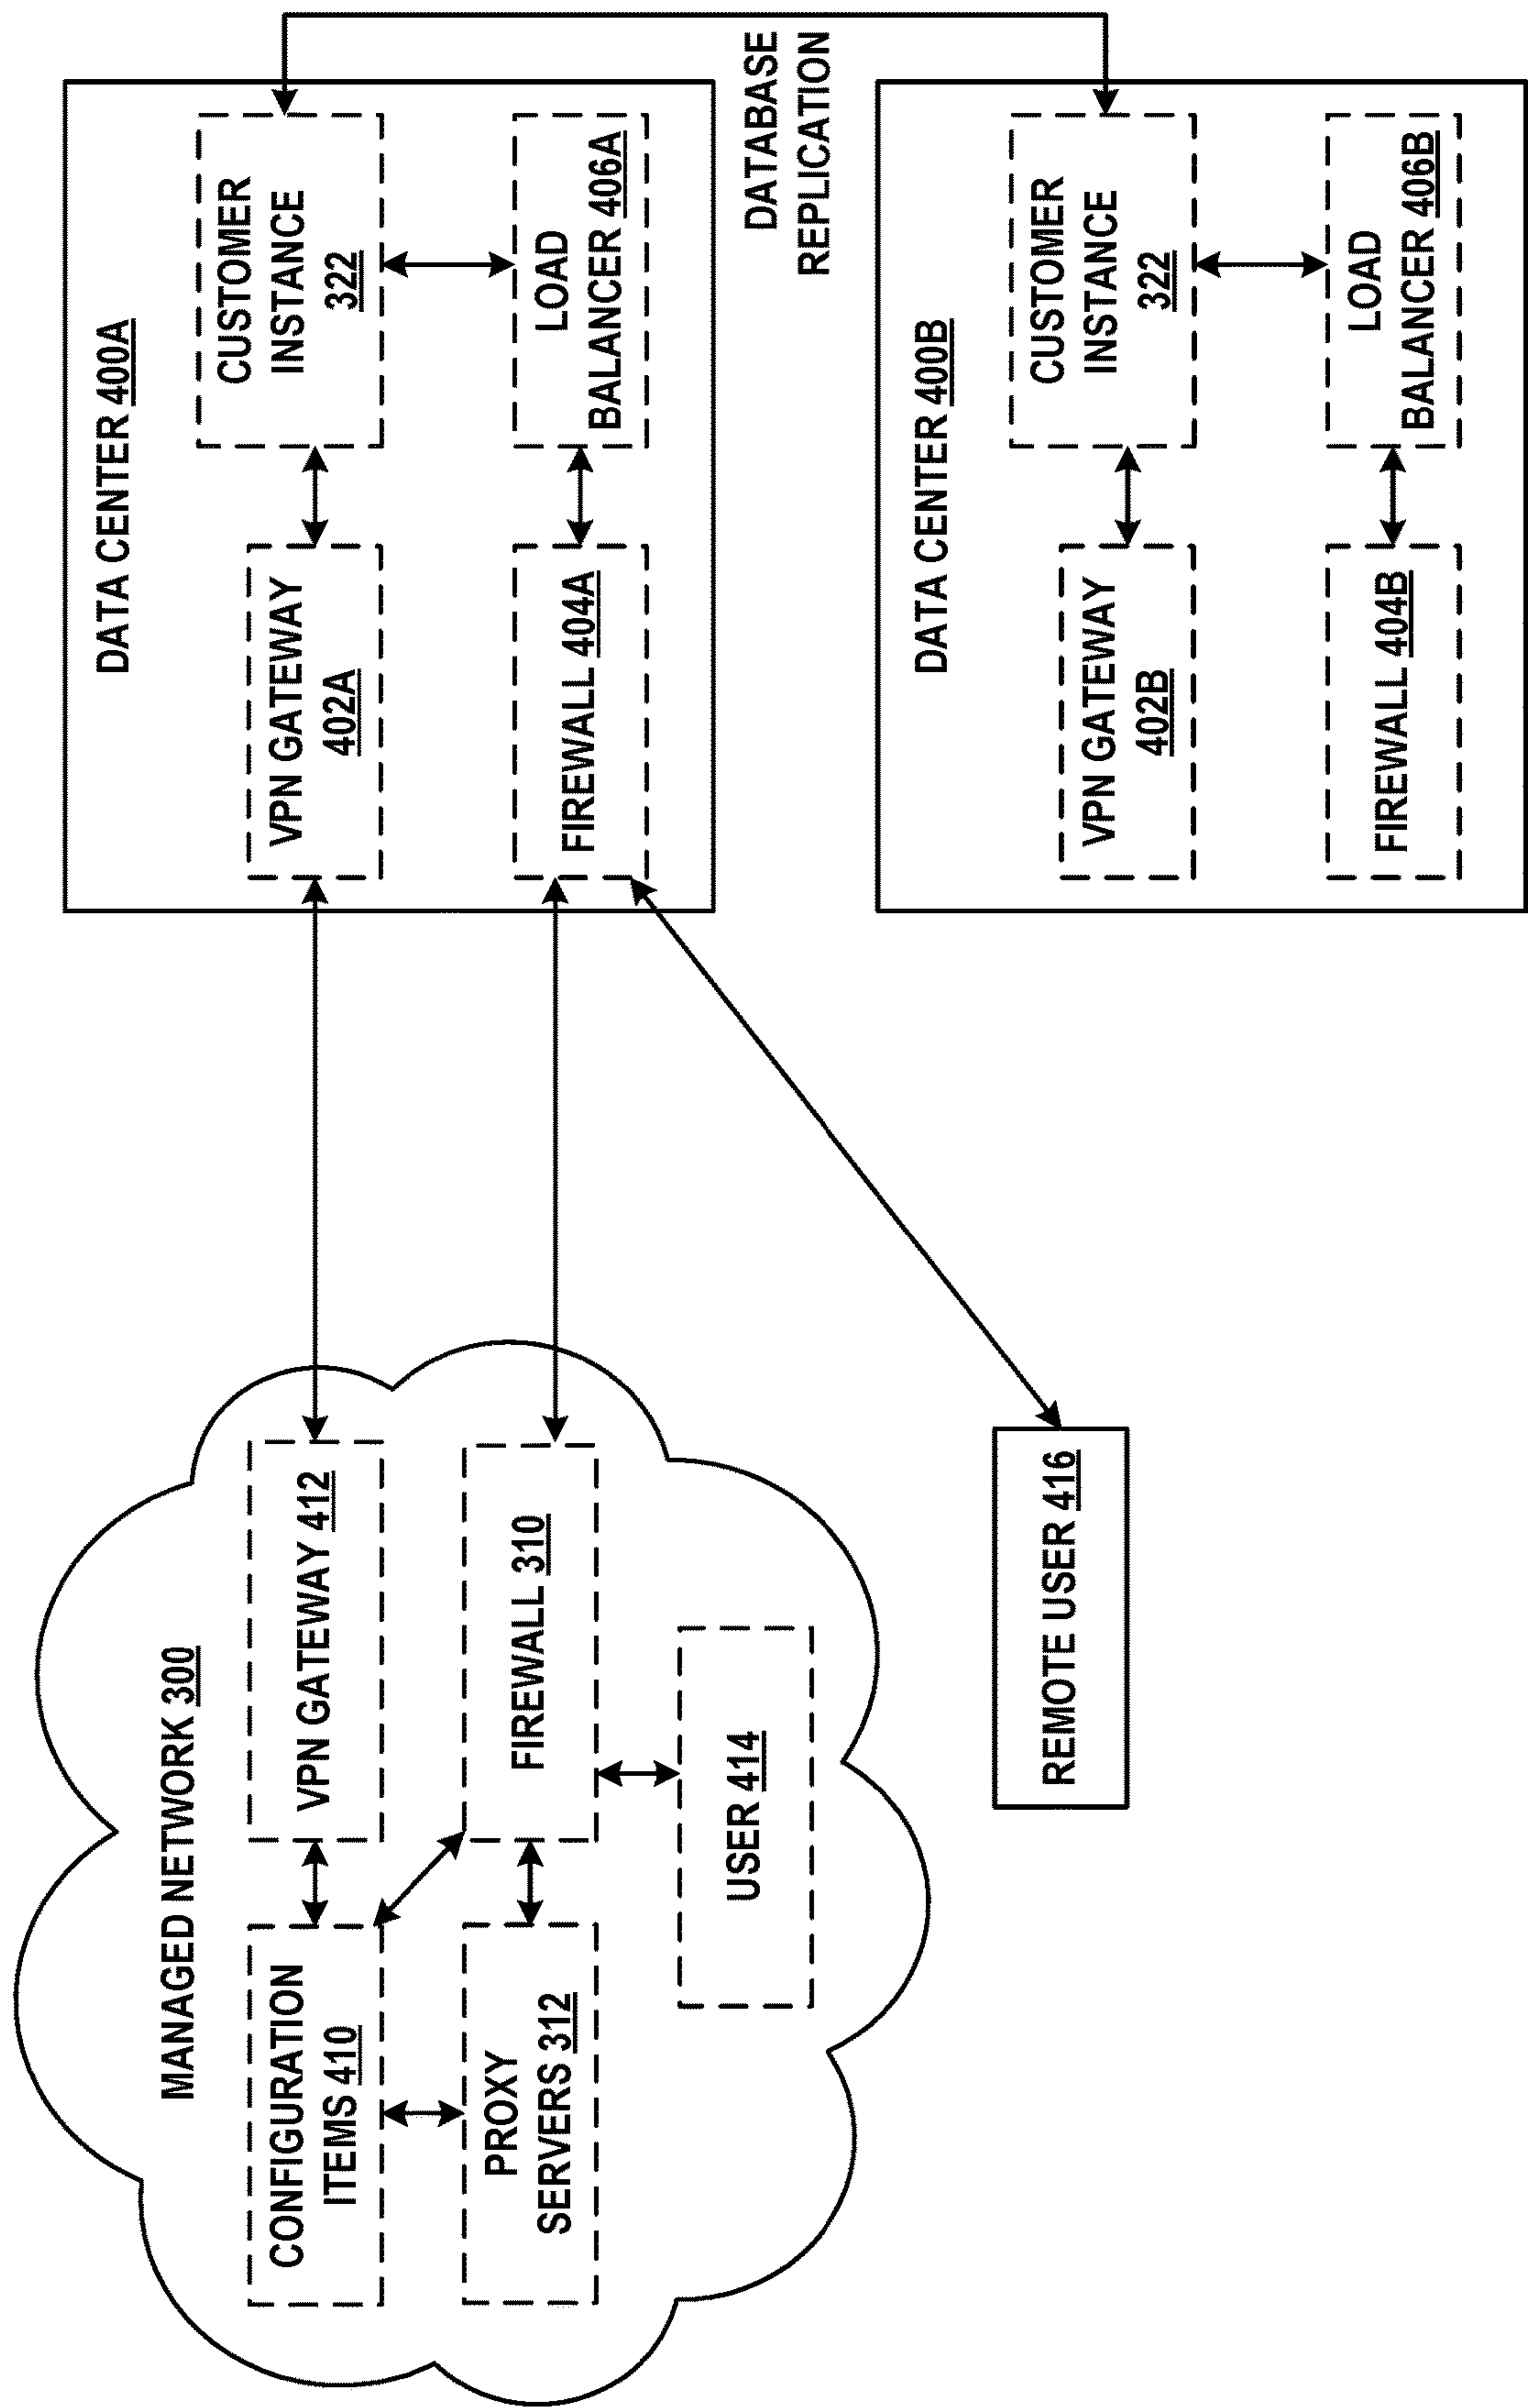 MANAGED NETWORK 300
CONFIGURATION
ITEMS 410
VPN GATEWAY 412
PROXY
SERVERS 312
FIREWALL 310
USER 414
REMOTE USER 416
DATA CENTER 400A
VPN GATEWAY
402A
CUSTOMER
INSTANCE
322
FIREWALL 404A
LOAD
BALANCER 406A
DATABASE
REPLICATION
DATA CENTER 400B
VPN GATEWAY
402B
CUSTOMER
INSTANCE
322
FIREWALL 404B
LOAD
BALANCER 406B